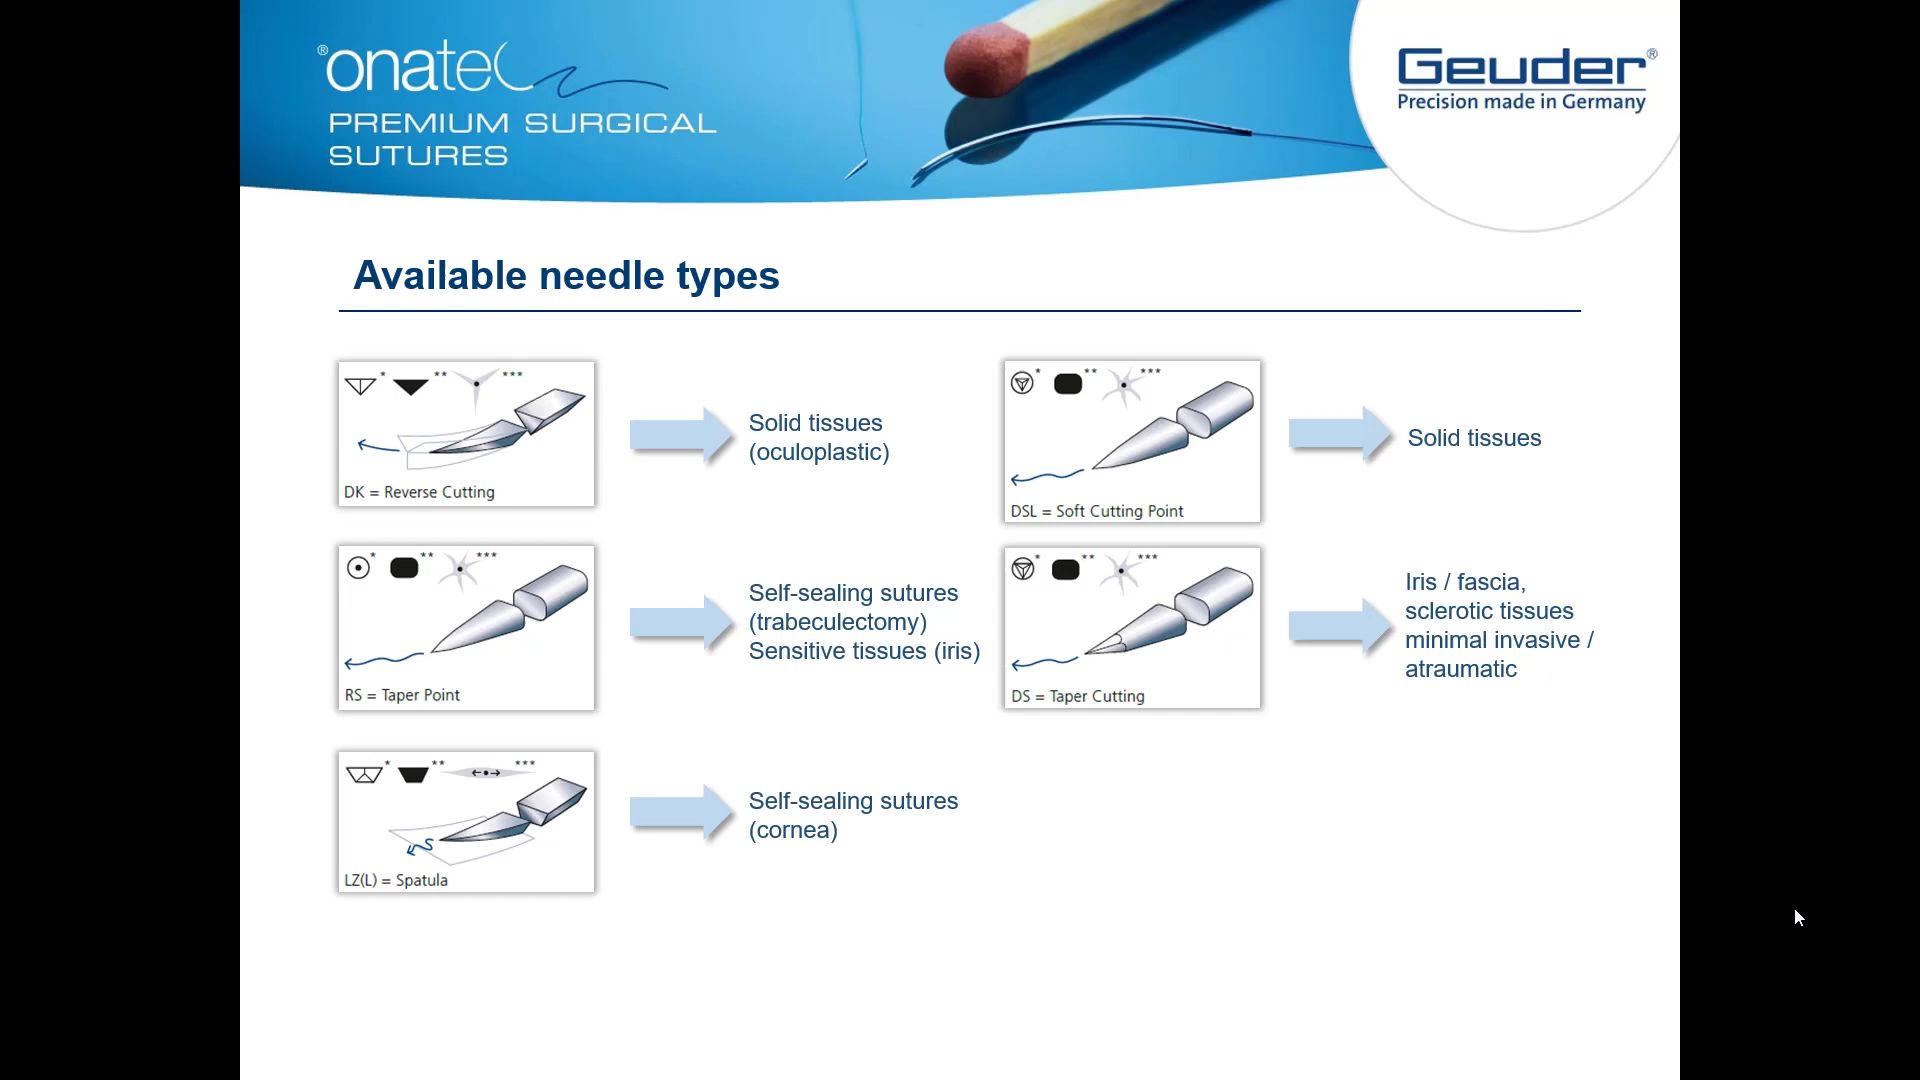 ®onatec
PREMIUM SURGICAL
SUTURES
Geuder®
Precision made in Germany
Available needle types
* ** ***
DK = Reverse Cutting
Solid tissues
(oculoplastic)
* ** ***
DSL = Soft Cutting Point
Solid tissues
* ** ***
RS = Taper Point
Self-sealing sutures
(trabeculectomy)
Sensitive tissues (iris)
* ** ***
DS = Taper Cutting
Iris / fascia,
sclerotic tissues
minimal invasive /
atraumatic
* ** ***
LZ(L) = Spatula
Self-sealing sutures
(cornea)